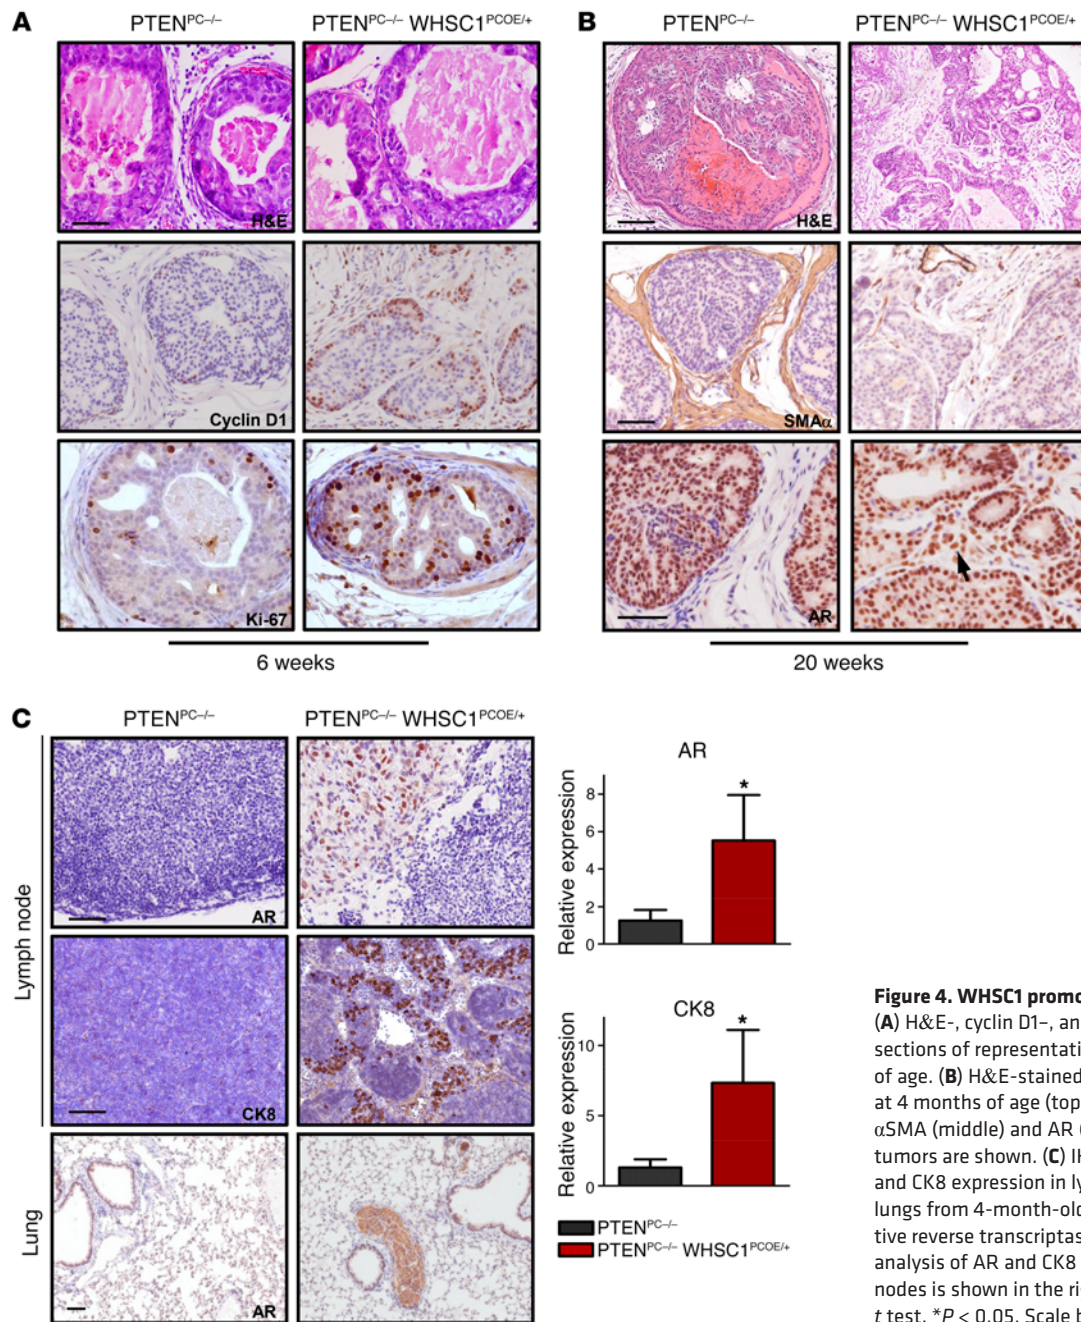 A
PTEN^PC–/–
PTEN^PC–/– WHSC1^PCOE/+
H&E
Cyclin D1
Ki-67
6 weeks
B
PTEN^PC–/–
PTEN^PC–/– WHSC1^PCOE/+
H&E
SMAα
AR
20 weeks
C
PTEN^PC–/–
PTEN^PC–/– WHSC1^PCOE/+
Lymph node
AR
CK8
Lung
AR
AR
Relative expression
8
6
4
2
0
*
CK8
Relative expression
10
5
0
*
PTEN^PC–/–
PTEN^PC–/– WHSC1^PCOE/+
Figure 4. WHSC1 promo
(A) H&E-, cyclin D1–, an
sections of representati
of age. (B) H&E-stained
at 4 months of age (top
αSMA (middle) and AR (
tumors are shown. (C) IH
and CK8 expression in ly
lungs from 4-month-old
tive reverse transcriptas
analysis of AR and CK8
nodes is shown in the ri
t test. *P < 0.05. Scale b